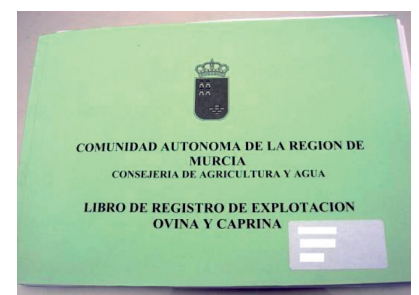 COMUNIDAD AUTONOMA DE LA REGION DE
MURCIA
CONSEJERIA DE AGRICULTURA Y AGUA
LIBRO DE REGISTRO DE EXPLOTACION
OVINA Y CAPRINA